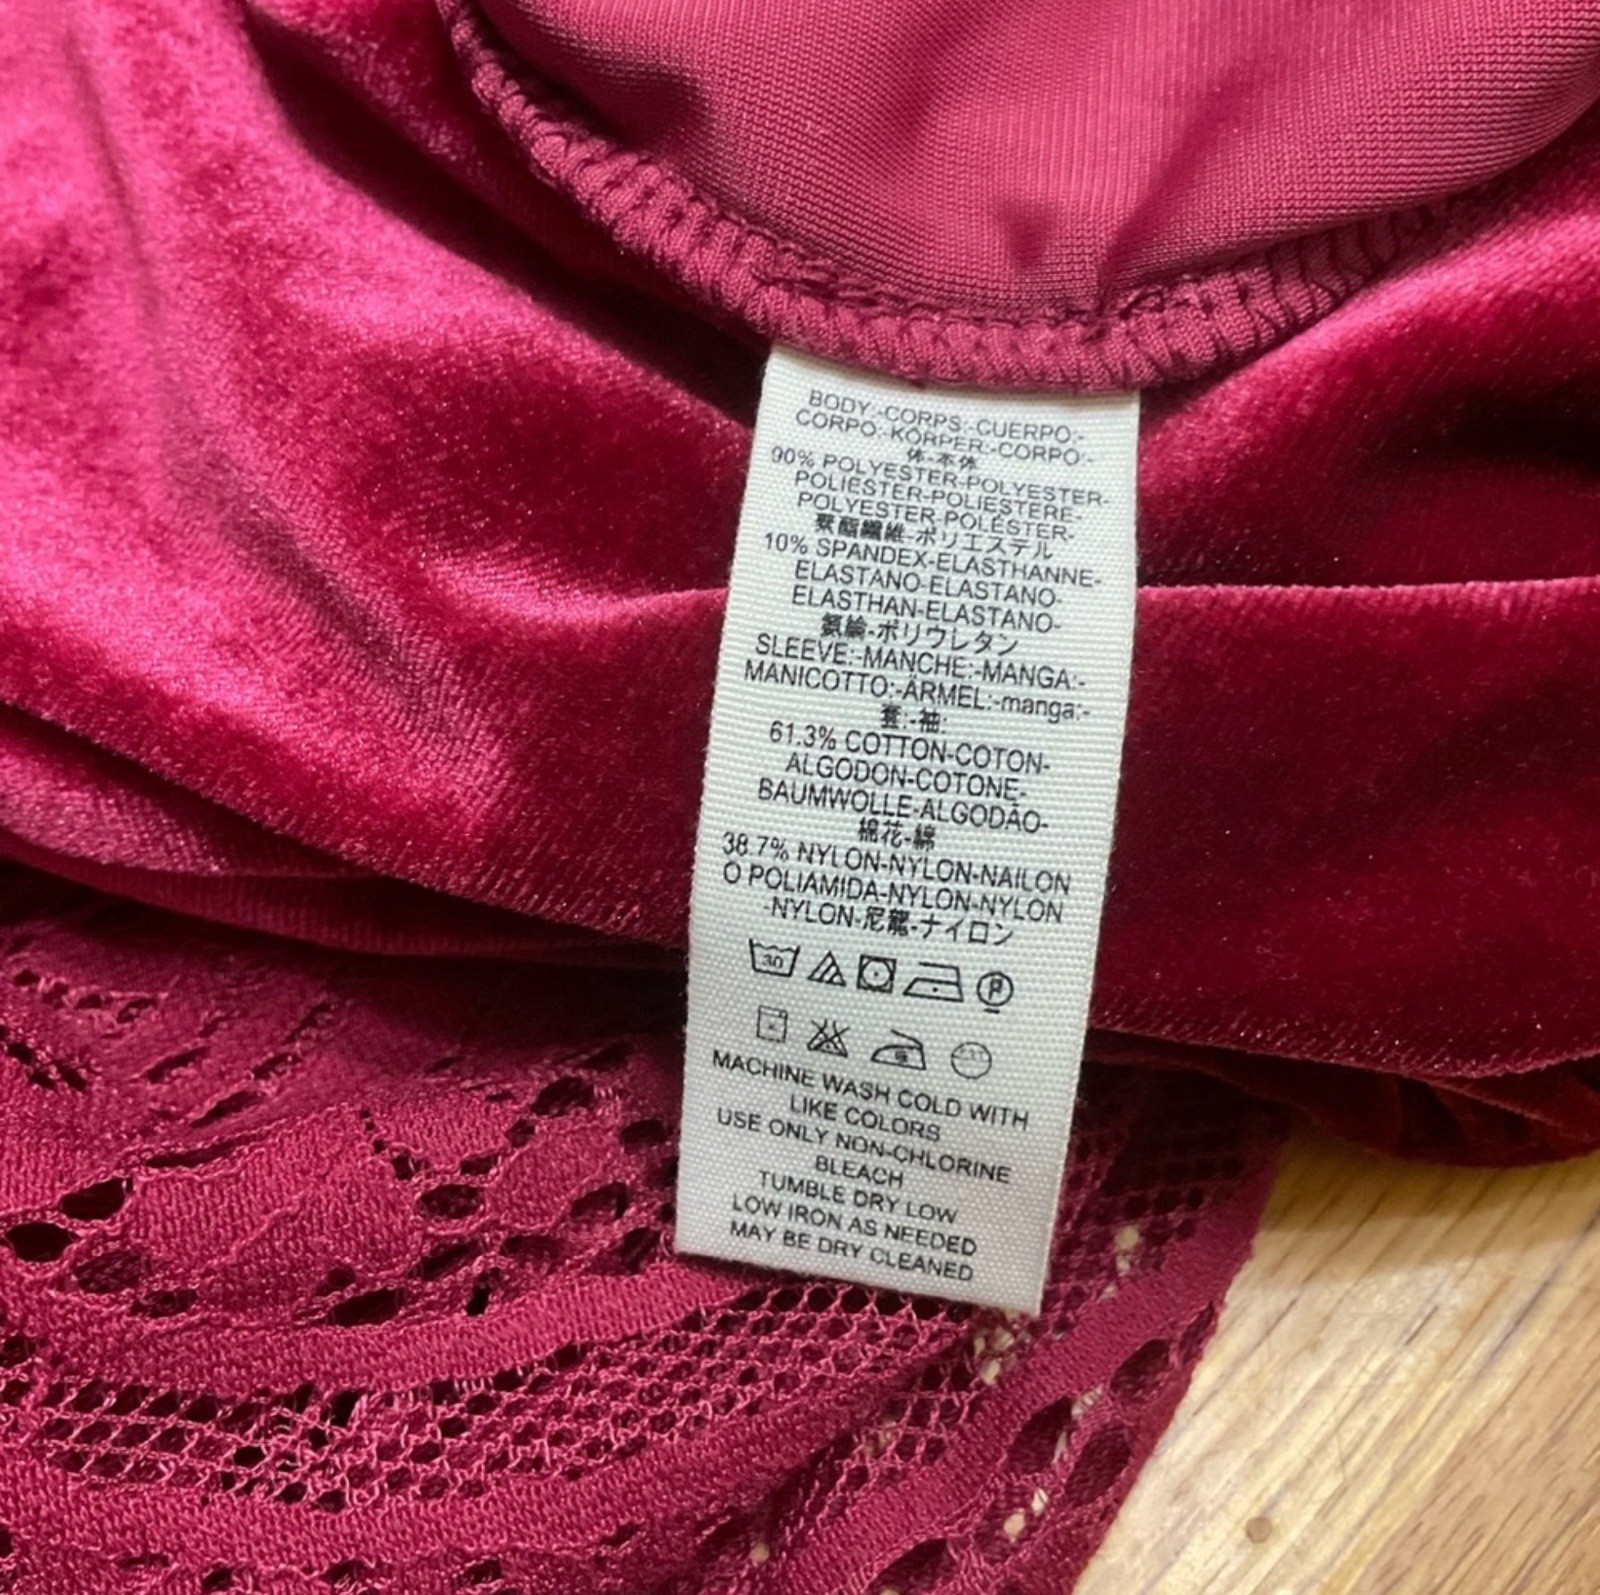 BODY:-CORPS:-CUERPO:-
CORPO:-KÖRPER:-CORPO:-
体-本体
90% POLYESTER-POLYESTER-
POLIÉSTER-POLIESTERE-
POLYESTER-POLÉSTER-
聚酯纖維-ポリエステル
10% SPANDEX-ELASTHANNE-
ELASTANO-ELASTANO-
ELASTHAN-ELASTANO-
氨綸-ポリウレタン
SLEEVE:-MANCHE:-MANGA:-
MANICOTTO:-ÄRMEL:-manga:-
套:-袖:
61.3% COTTON-COTON-
ALGODON-COTONE-
BAUMWOLLE-ALGODÃO-
棉花-綿
38.7% NYLON-NYLON-NAILON
O POLIAMIDA-NYLON-NYLON
-NYLON-尼龍-ナイロン
30 P
MACHINE WASH COLD WITH
LIKE COLORS
USE ONLY NON-CHLORINE
BLEACH
TUMBLE DRY LOW
LOW IRON AS NEEDED
MAY BE DRY CLEANED